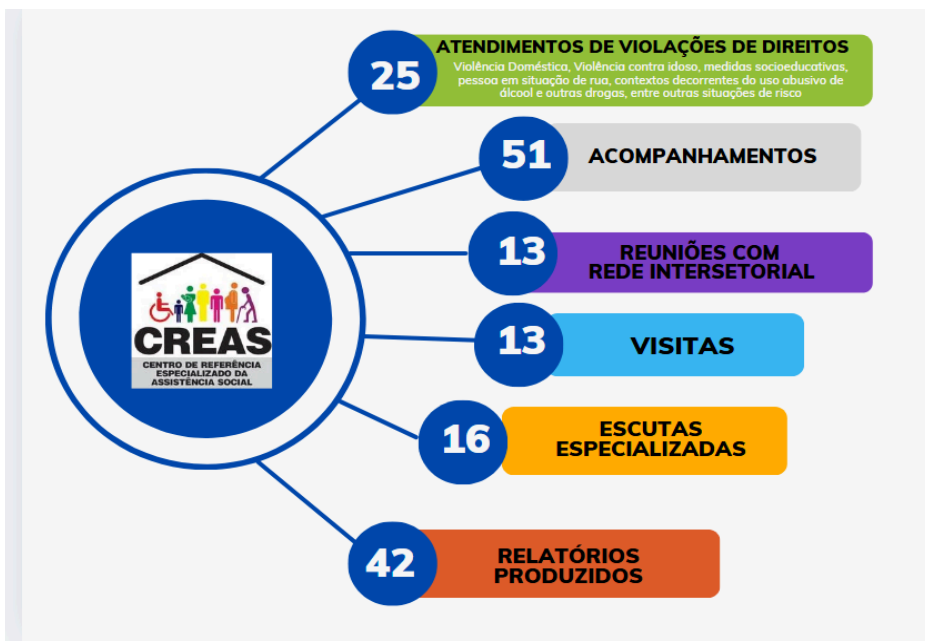 25
ATENDIMENTOS DE VIOLAÇÕES DE DIREITOS
Violência Doméstica, Violência contra idoso, medidas socioeducativas,
pessoa em situação de rua, contextos decorrentes do uso abusivo de
álcool e outras drogas, entre outras situações de risco
51
ACOMPANHAMENTOS
13
REUNIÕES COM
REDE INTERSETORIAL
13
VISITAS
16
ESCUTAS
ESPECIALIZADAS
42
RELATÓRIOS
PRODUZIDOS
CREAS
CENTRO DE REFERÊNCIA
ESPECIALIZADO DA
ASSISTÊNCIA SOCIAL